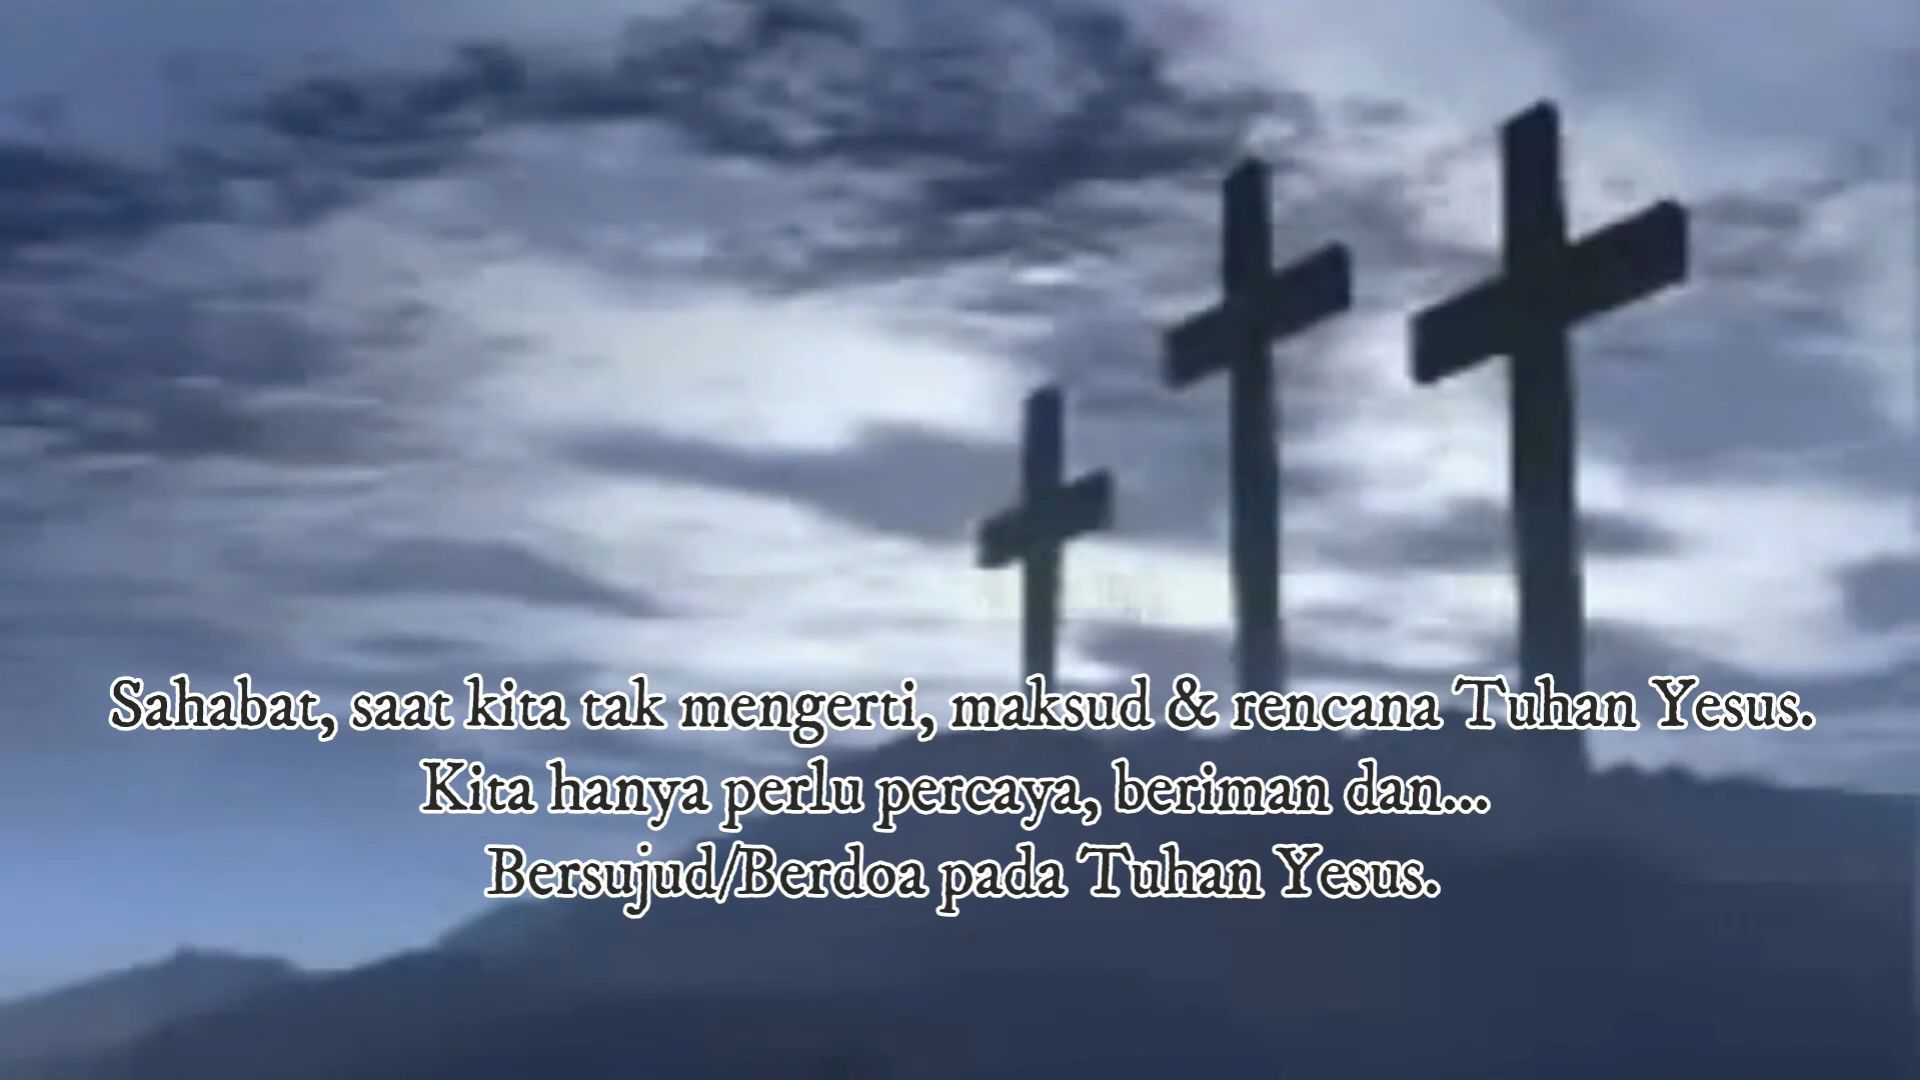 Sahabat, saat kita tak mengerti, maksud & rencana Tuhan Yesus.
Kita hanya perlu percaya, beriman dan...
Bersujud/Berdoa pada Tuhan Yesus.